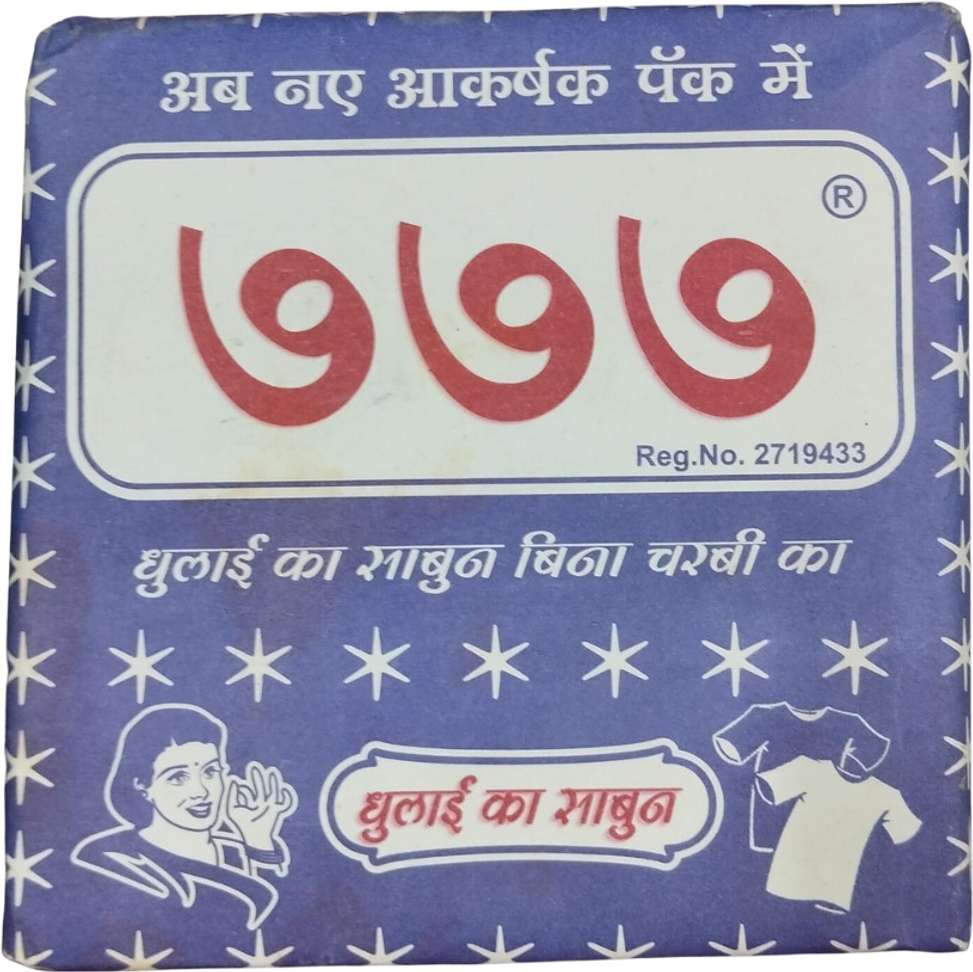 अब नए आकर्षक पॅक में
७७७ ®
Reg.No. 2719433
धुलाई का साबुन बिना चरबी का
धुलाई का साबुन